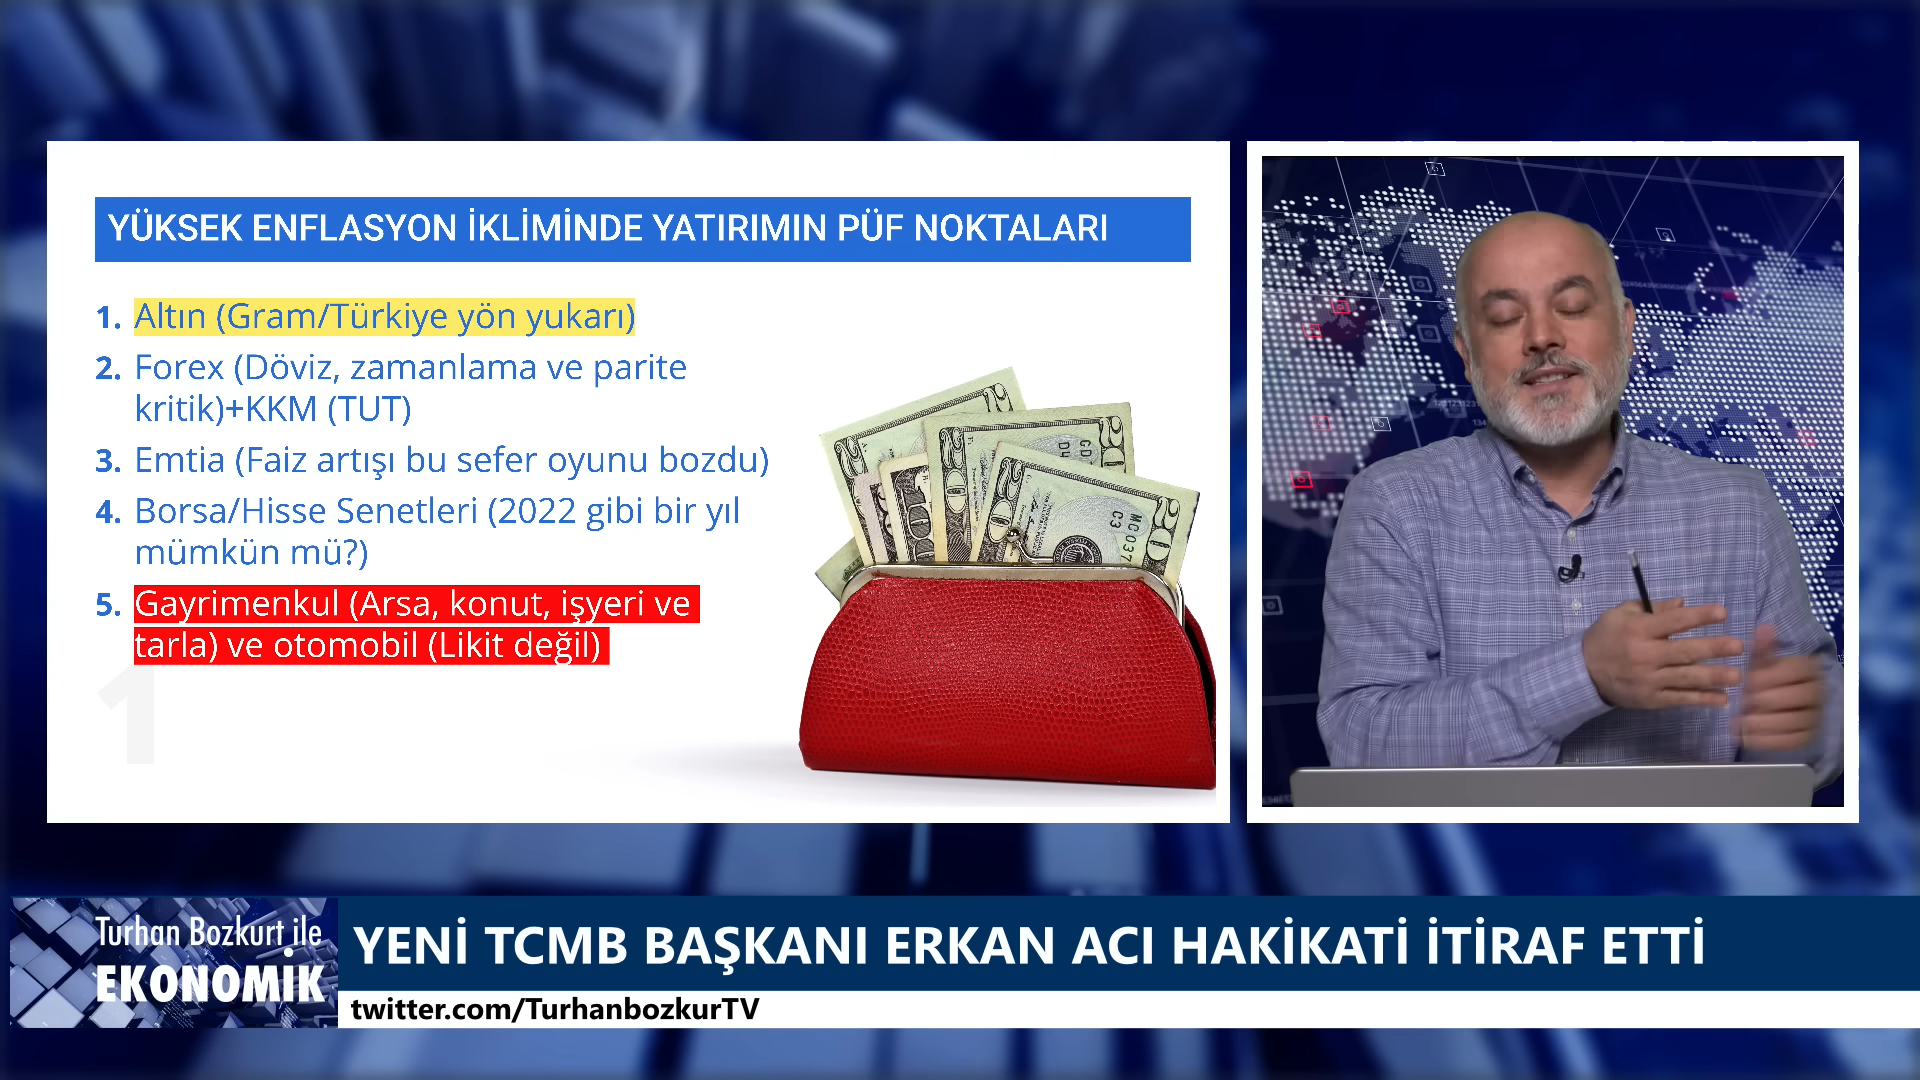 YÜKSEK ENFLASYON İKLİMİNDE YATIRIMIN PÜF NOKTALARI
1. Altın (Gram/Türkiye yön yukarı)
2. Forex (Döviz, zamanlama ve parite
kritik)+KKM (TUT)
3. Emtia (Faiz artışı bu sefer oyunu bozdu)
4. Borsa/Hisse Senetleri (2022 gibi bir yıl
mümkün mü?)
5. Gayrimenkul (Arsa, konut, işyeri ve
tarla) ve otomobil (Likit değil)
1
Turhan Bozkurt ile
EKONOMİK
YENİ TCMB BAŞKANI ERKAN ACI HAKİKATİ İTİRAF ETTİ
twitter.com/TurhanbozkurTV